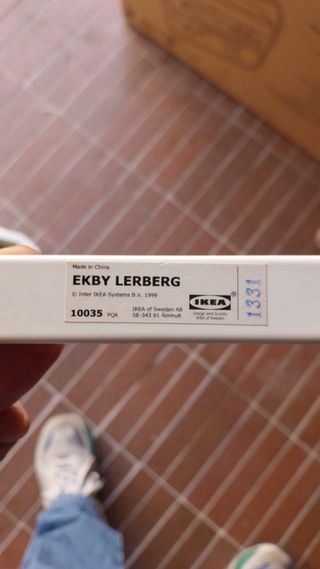 Made in China
EKBY LERBERG
© Inter IKEA Systems B.V. 1999
10035 PQR
IKEA of Sweden AB
SE-343 81 Älmhult
IKEA®
Design and Quality
IKEA of Sweden
1331